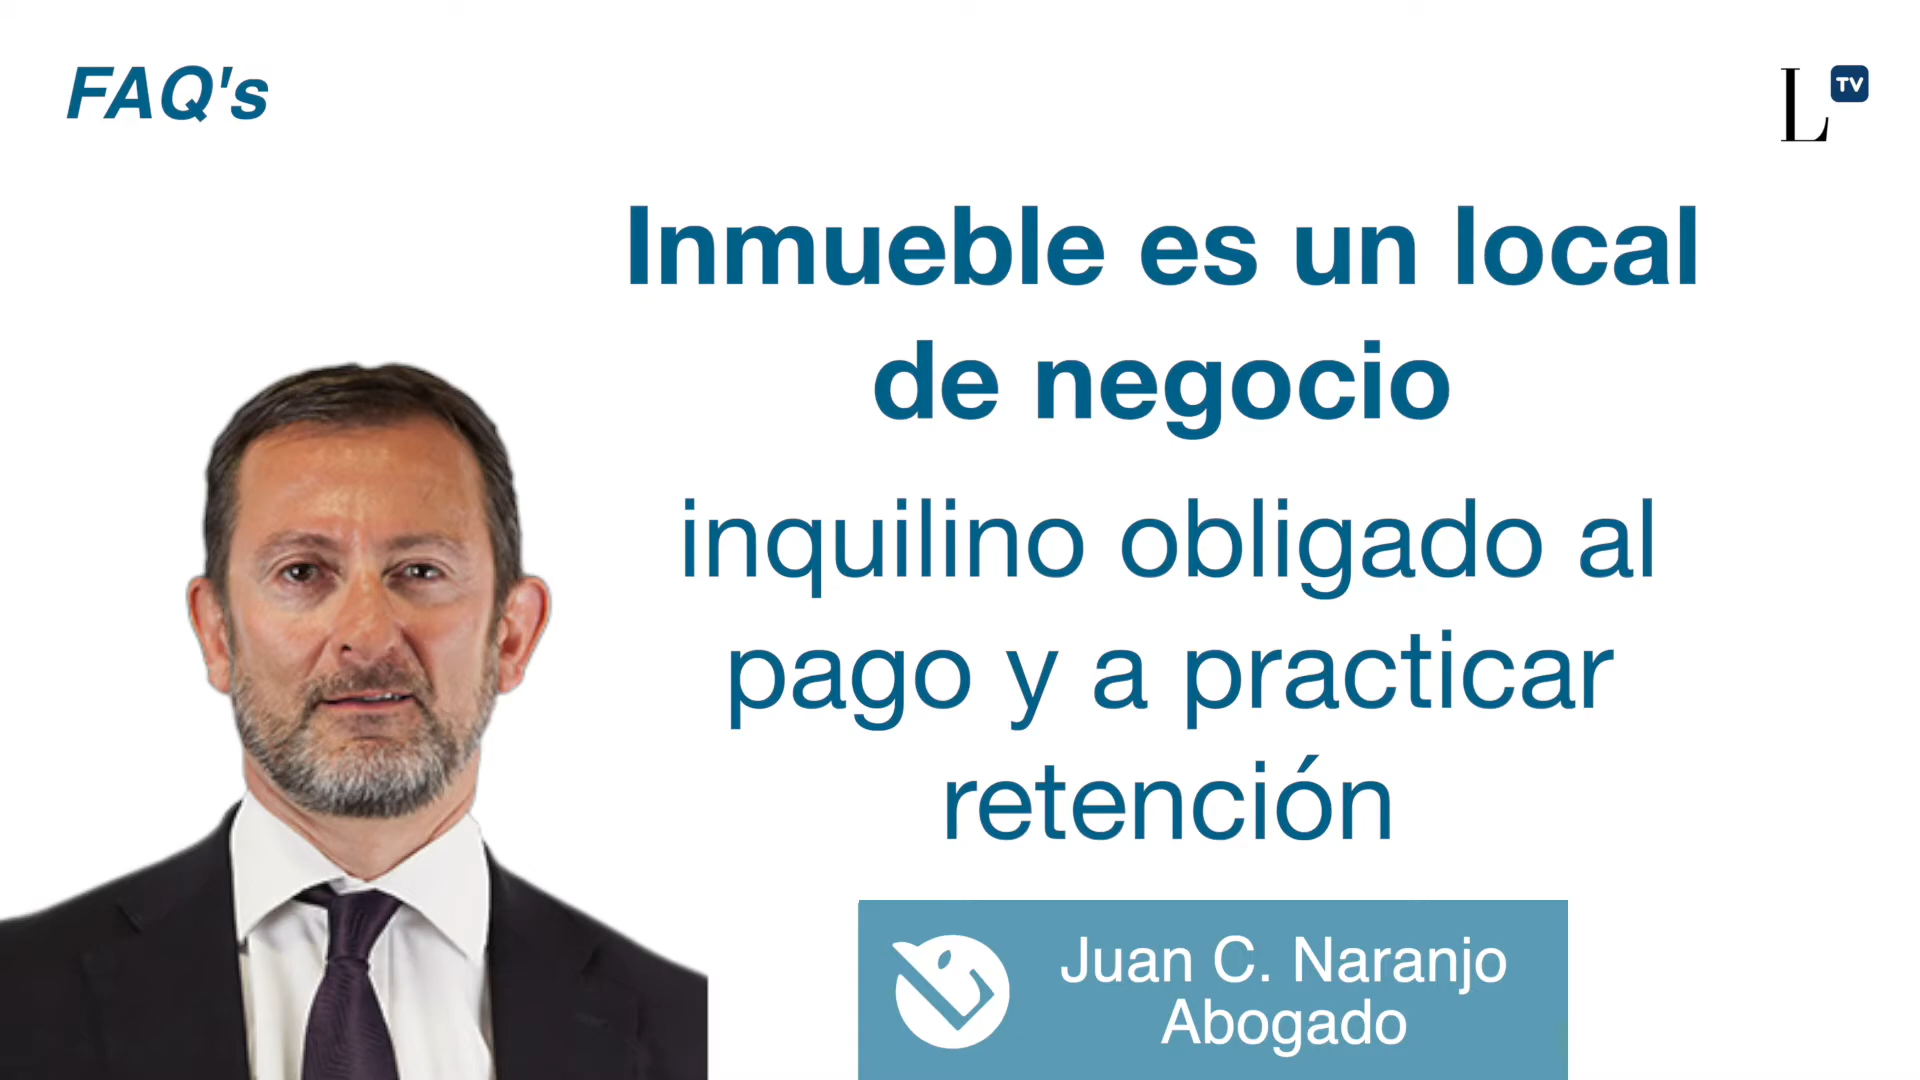 FAQ's
L TV
Inmueble es un local
de negocio
inquilino obligado al
pago y a practicar
retención
Juan C. Naranjo
Abogado